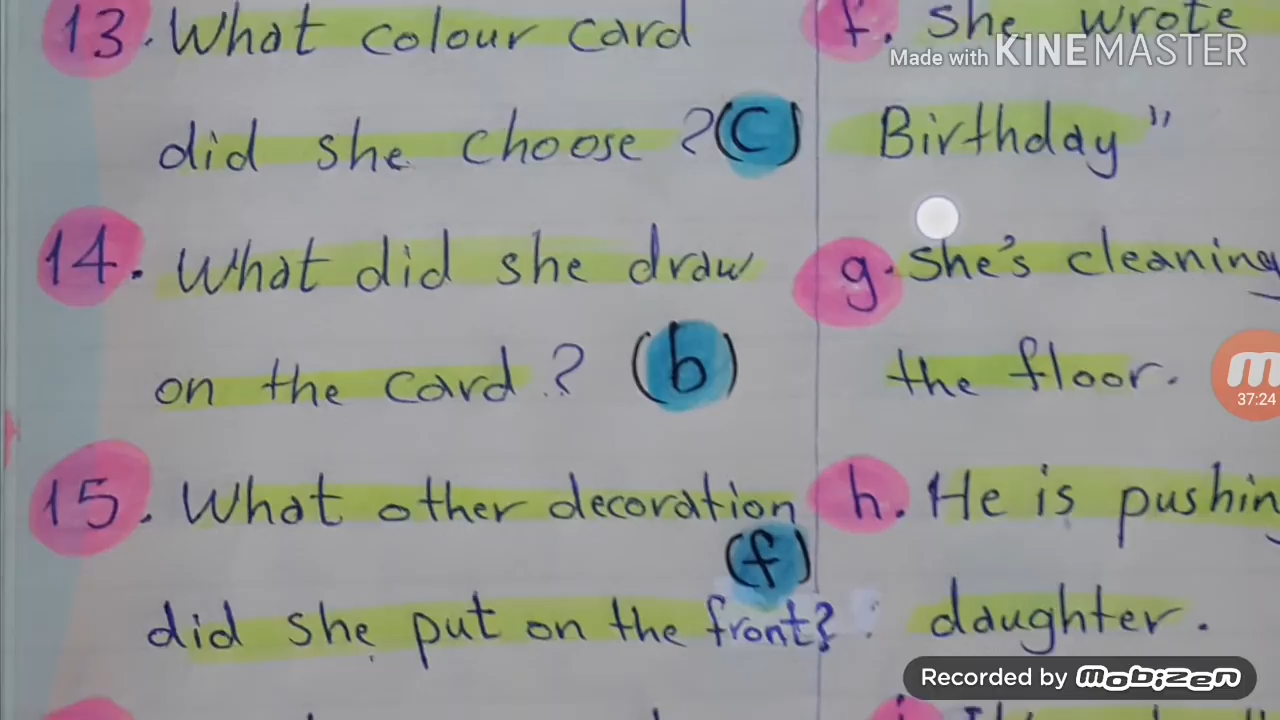 13. What colour card
did she choose ? (c)
14. What did she draw
on the card ? (b)
15. What other decoration
(f)
did she put on the front?
f. She wrote
Birthday"
g. She's cleaning
the floor.
h. He is pushin
daughter.
Made with KINEMASTER
37:24
Recorded by mobizen